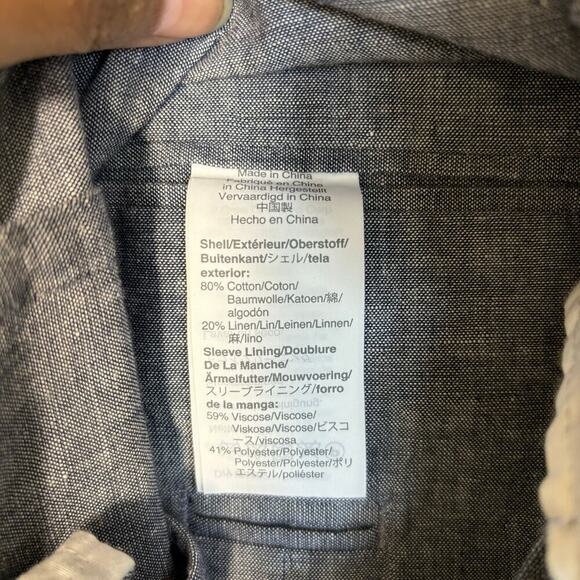 Made in China
Fabriqué en Chine
in China Hergestellt
Vervaardigd in China
中国製
Hecho en China
Shell/Extérieur/Oberstoff/
Buitenkant/シェル/tela
exterior:
80% Cotton/Coton/
Baumwolle/Katoen/綿/
algodón
20% Linen/Lin/Leinen/Linnen/
麻/lino
Sleeve Lining/Doublure
De La Manche/
Ärmelfutter/Mouwvoering/
スリーブライニング/forro
de la manga:
59% Viscose/Viscose/
Viskose/Viscose/ビスコ
ース/viscosa
41% Polyester/Polyester/
Polyester/Polyester/ポリ
エステル/poliéster